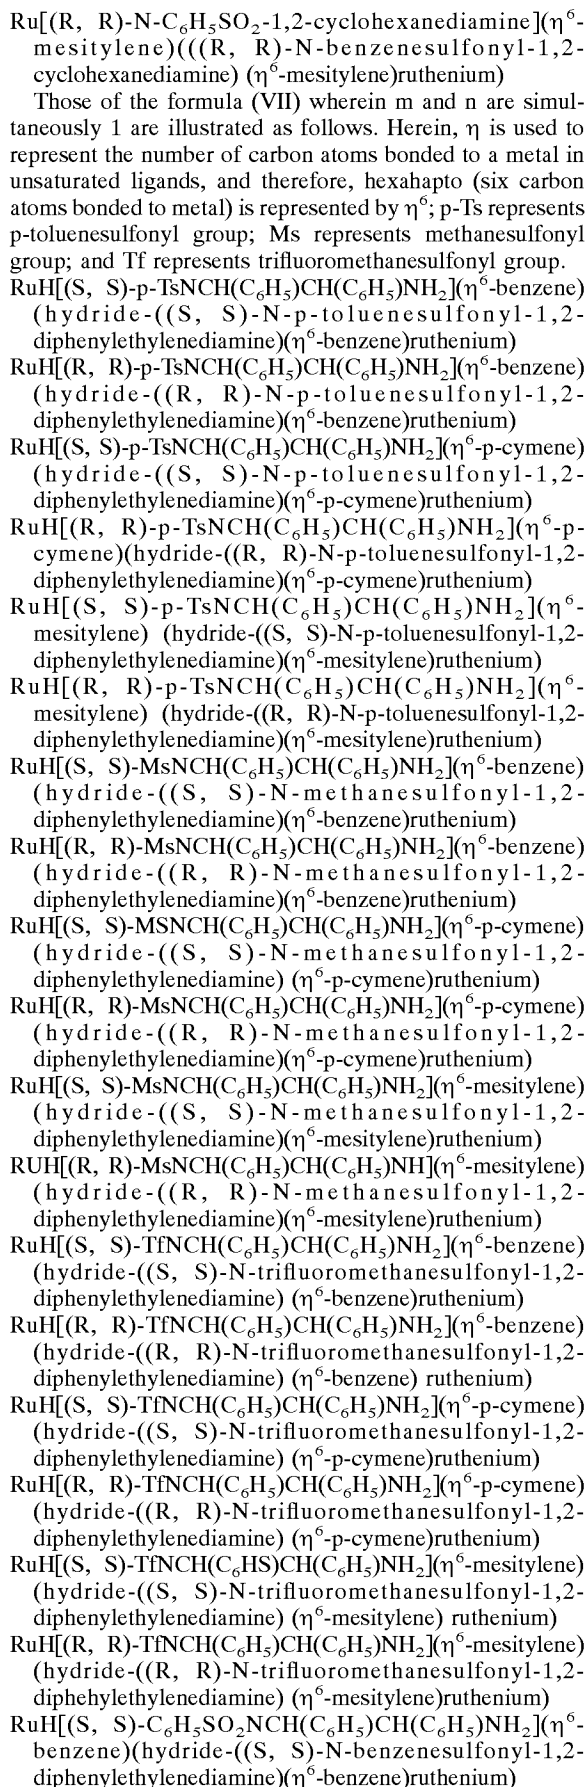 Ru[(R, R)-N-C₆H₅SO₂-1,2-cyclohexanediamine](η⁶-
mesitylene)(((R, R)-N-benzenesulfonyl-1,2-
cyclohexanediamine) (η⁶-mesitylene)ruthenium)
Those of the formula (VII) wherein m and n are simul-
taneously 1 are illustrated as follows. Herein, η is used to
represent the number of carbon atoms bonded to a metal in
unsaturated ligands, and therefore, hexahapto (six carbon
atoms bonded to metal) is represented by η⁶; p-Ts represents
p-toluenesulfonyl group; Ms represents methanesulfonyl
group; and Tf represents trifluoromethanesulfonyl group.
RuH[(S, S)-p-TsNCH(C₆H₅)CH(C₆H₅)NH₂](η⁶-benzene)
(hydride-((S, S)-N-p-toluenesulfonyl-1,2-
diphenylethylenediamine)(η⁶-benzene)ruthenium)
RuH[(R, R)-p-TsNCH(C₆H₅)CH(C₆H₅)NH₂](η⁶-benzene)
(hydride-((R, R)-N-p-toluenesulfonyl-1,2-
diphenylethylenediamine)(η⁶-benzene)ruthenium)
RuH[(S, S)-p-TsNCH(C₆H₅)CH(C₆H₅)NH₂](η⁶-p-cymene)
(hydride-((S, S)-N-p-toluenesulfonyl-1,2-
diphenylethylenediamine)(η⁶-p-cymene)ruthenium)
RuH[(R, R)-p-TsNCH(C₆H₅)CH(C₆H₅)NH₂](η⁶-p-
cymene)(hydride-((R, R)-N-p-toluenesulfonyl-1,2-
diphenylethylenediamine)(η⁶-p-cymene)ruthenium)
RuH[(S, S)-p-TsNCH(C₆H₅)CH(C₆H₅)NH₂](η⁶-
mesitylene) (hydride-((S, S)-N-p-toluenesulfonyl-1,2-
diphenylethylenediamine)(η⁶-mesitylene)ruthenium)
RuH[(R, R)-p-TsNCH(C₆H₅)CH(C₆H₅)NH₂](η⁶-
mesitylene) (hydride-((R, R)-N-p-toluenesulfonyl-1,2-
diphenylethylenediamine)(η⁶-mesitylene)ruthenium)
RuH[(S, S)-MsNCH(C₆H₅)CH(C₆H₅)NH₂](η⁶-benzene)
(hydride-((S, S)-N-methanesulfonyl-1,2-
diphenylethylenediamine)(η⁶-benzene)ruthenium)
RuH[(R, R)-MsNCH(C₆H₅)CH(C₆H₅)NH₂](η⁶-benzene)
(hydride-((R, R)-N-methanesulfonyl-1,2-
diphenylethylenediamine)(η⁶-benzene)ruthenium)
RuH[(S, S)-MSNCH(C₆H₅)CH(C₆H₅)NH₂](η⁶-p-cymene)
(hydride-((S, S)-N-methanesulfonyl-1,2-
diphenylethylenediamine) (η⁶-p-cymene)ruthenium)
RuH[(R, R)-MsNCH(C₆H₅)CH(C₆H₅)NH₂](η⁶-p-cymene)
(hydride-((R, R)-N-methanesulfonyl-1,2-
diphenylethylenediamine)(η⁶-p-cymene)ruthenium)
RuH[(S, S)-MsNCH(C₆H₅)CH(C₆H₅)NH₂](η⁶-mesitylene)
(hydride-((S, S)-N-methanesulfonyl-1,2-
diphenylethylenediamine)(η⁶-mesitylene)ruthenium)
RUH[(R, R)-MsNCH(C₆H₅)CH(C₆H₅)NH](η⁶-mesitylene)
(hydride-((R, R)-N-methanesulfonyl-1,2-
diphenylethylenediamine)(η⁶-mesitylene)ruthenium)
RuH[(S, S)-TfNCH(C₆H₅)CH(C₆H₅)NH₂](η⁶-benzene)
(hydride-((S, S)-N-trifluoromethanesulfonyl-1,2-
diphenylethylenediamine) (η⁶-benzene)ruthenium)
RuH[(R, R)-TfNCH(C₆H₅)CH(C₆H₅)NH₂](η⁶-benzene)
(hydride-((R, R)-N-trifluoromethanesulfonyl-1,2-
diphenylethylenediamine) (η⁶-benzene) ruthenium)
RuH[(S, S)-TfNCH(C₆H₅)CH(C₆H₅)NH₂](η⁶-p-cymene)
(hydride-((S, S)-N-trifluoromethanesulfonyl-1,2-
diphenylethylenediamine) (η⁶-p-cymene)ruthenium)
RuH[(R, R)-TfNCH(C₆H₅)CH(C₆H₅)NH₂](η⁶-p-cymene)
(hydride-((R, R)-N-trifluoromethanesulfonyl-1,2-
diphenylethylenediamine) (η⁶-p-cymene)ruthenium)
RuH[(S, S)-TfNCH(C₆HS)CH(C₆H₅)NH₂](η⁶-mesitylene)
(hydride-((S, S)-N-trifluoromethanesulfonyl-1,2-
diphenylethylenediamine) (η⁶-mesitylene) ruthenium)
RuH[(R, R)-TfNCH(C₆H₅)CH(C₆H₅)NH₂](η⁶-mesitylene)
(hydride-((R, R)-N-trifluoromethanesulfonyl-1,2-
diphehylethylenediamine) (η⁶-mesitylene)ruthenium)
RuH[(S, S)-C₆H₅SO₂NCH(C₆H₅)CH(C₆H₅)NH₂](η⁶-
benzene)(hydride-((S, S)-N-benzenesulfonyl-1,2-
diphenylethylenediamine)(η⁶-benzene)ruthenium)